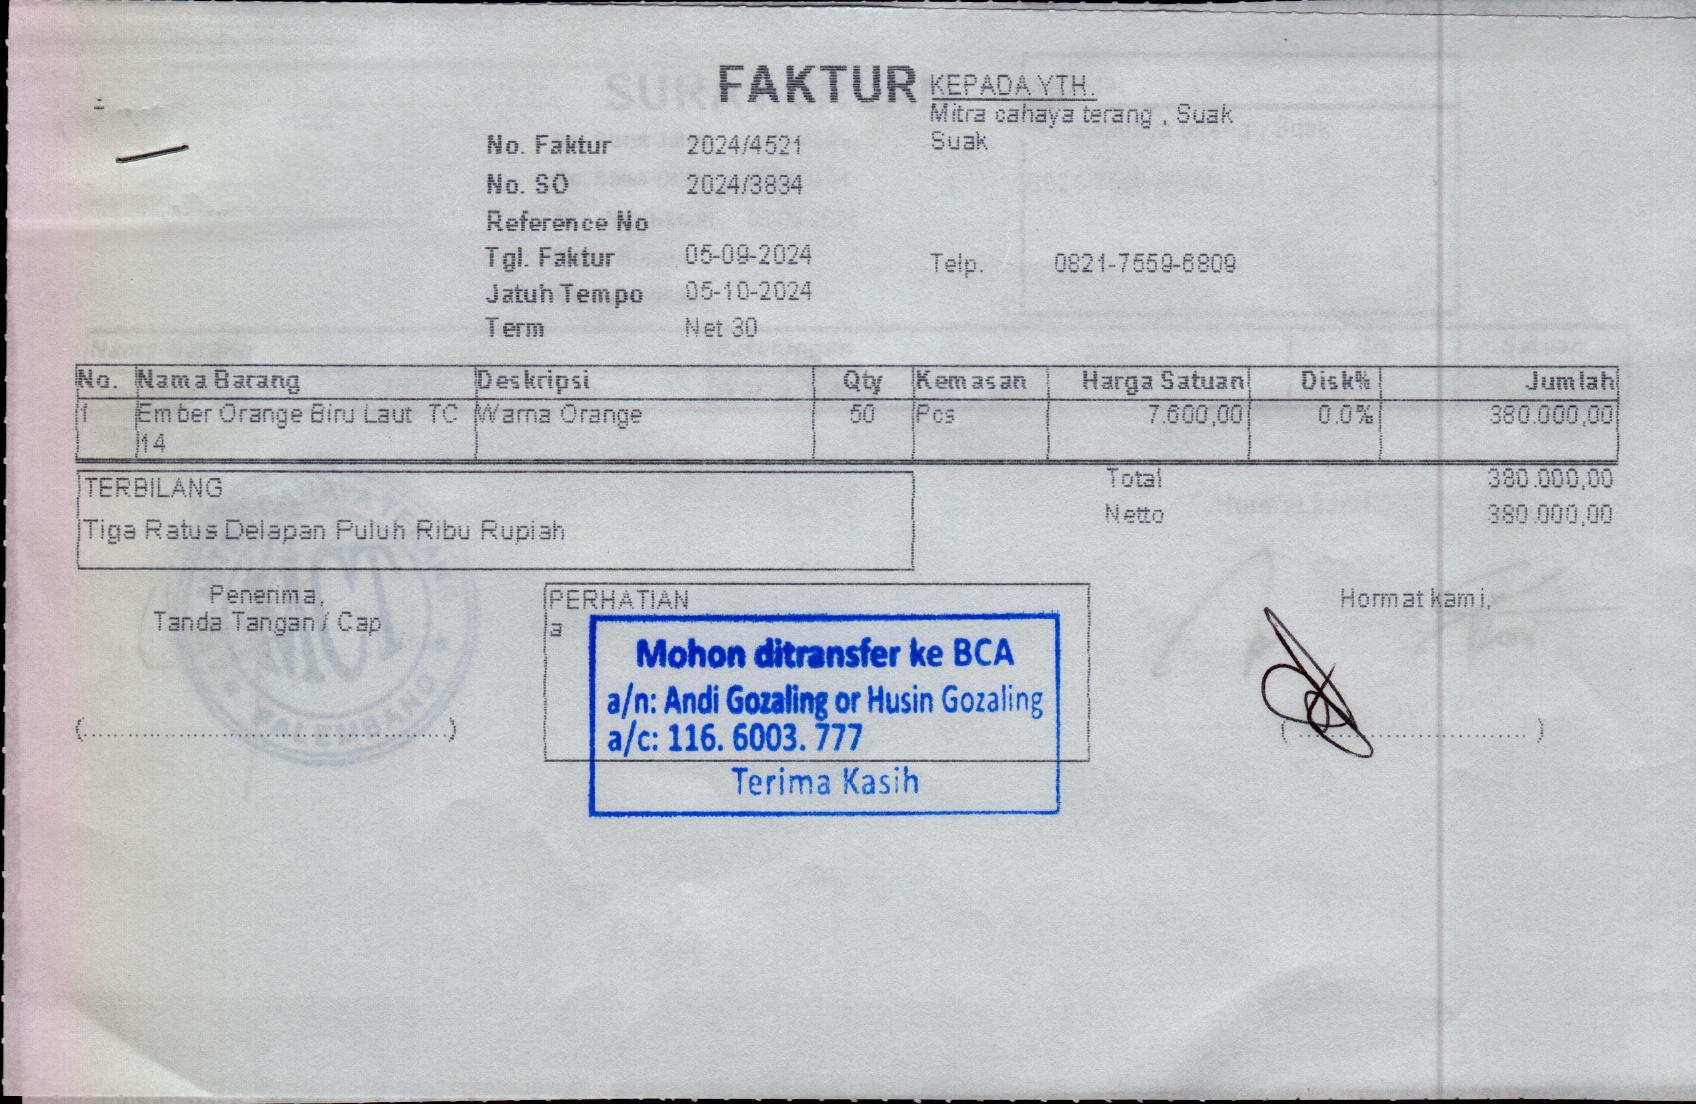 FAKTUR
KEPADA YTH.
Mitra cahaya terang , Suak
Suak
No. Faktur 2024/4521
No. SO 2024/3834
Reference No
Tgl. Faktur 05-09-2024
Telp. 0821-7559-6809
Jatuh Tempo 05-10-2024
Term Net 30
No. Nama Barang Deskripsi Qty Kemasan Harga Satuan Disk% Jumlah
1 Ember Orange Biru Laut TC Warna Orange 50 Pcs 7.600,00 0.0% 380.000,00
14
TERBILANG
Tiga Ratus Delapan Puluh Ribu Rupiah
Total 380.000,00
Netto 380.000,00
Penerima,
Tanda Tangan / Cap
PERHATIAN
a
Mohon ditransfer ke BCA
a/n: Andi Gozaling or Husin Gozaling
a/c: 116. 6003. 777
Terima Kasih
Hormat kami,
MCT
PALEMBANG